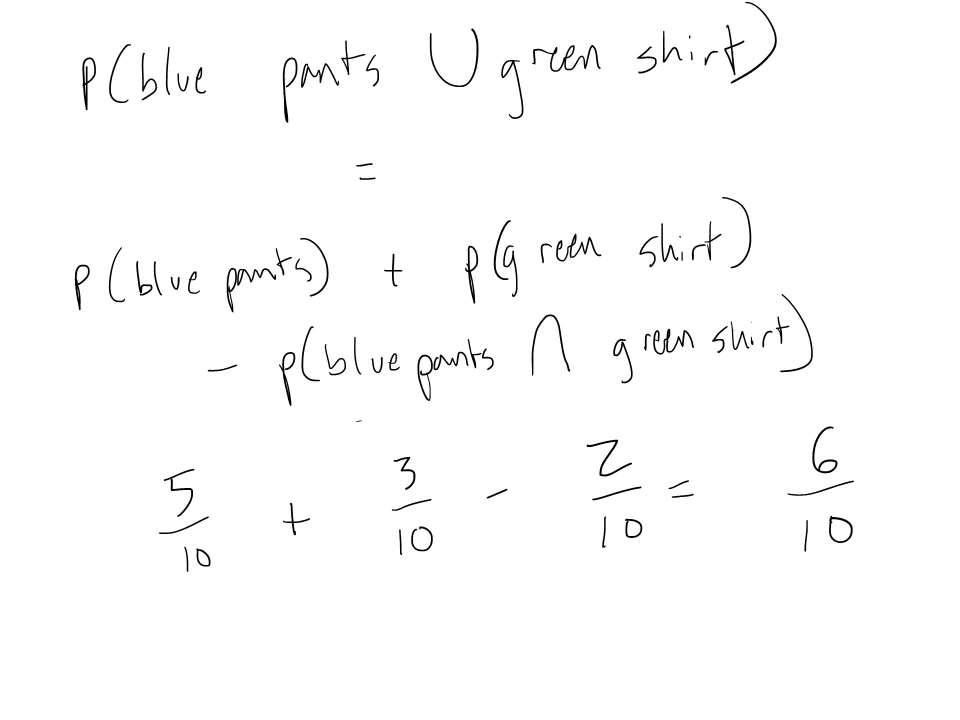 P(blue pants ∪ green shirt)
=
P(blue pants) + P(green shirt)
- P(blue pants ∩ green shirt)
5/10 + 3/10 - 2/10 = 6/10